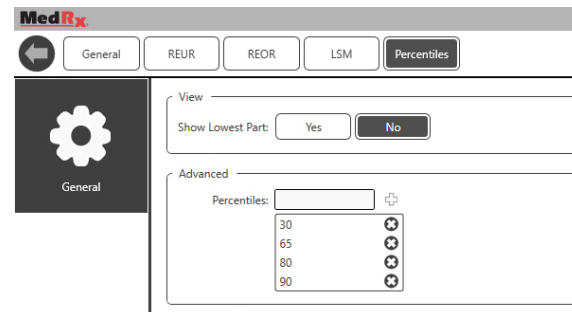 MedRx
General REUR REOR LSM Percentiles
General
View
Show Lowest Part: Yes No
Advanced
Percentiles:
30
65
80
90